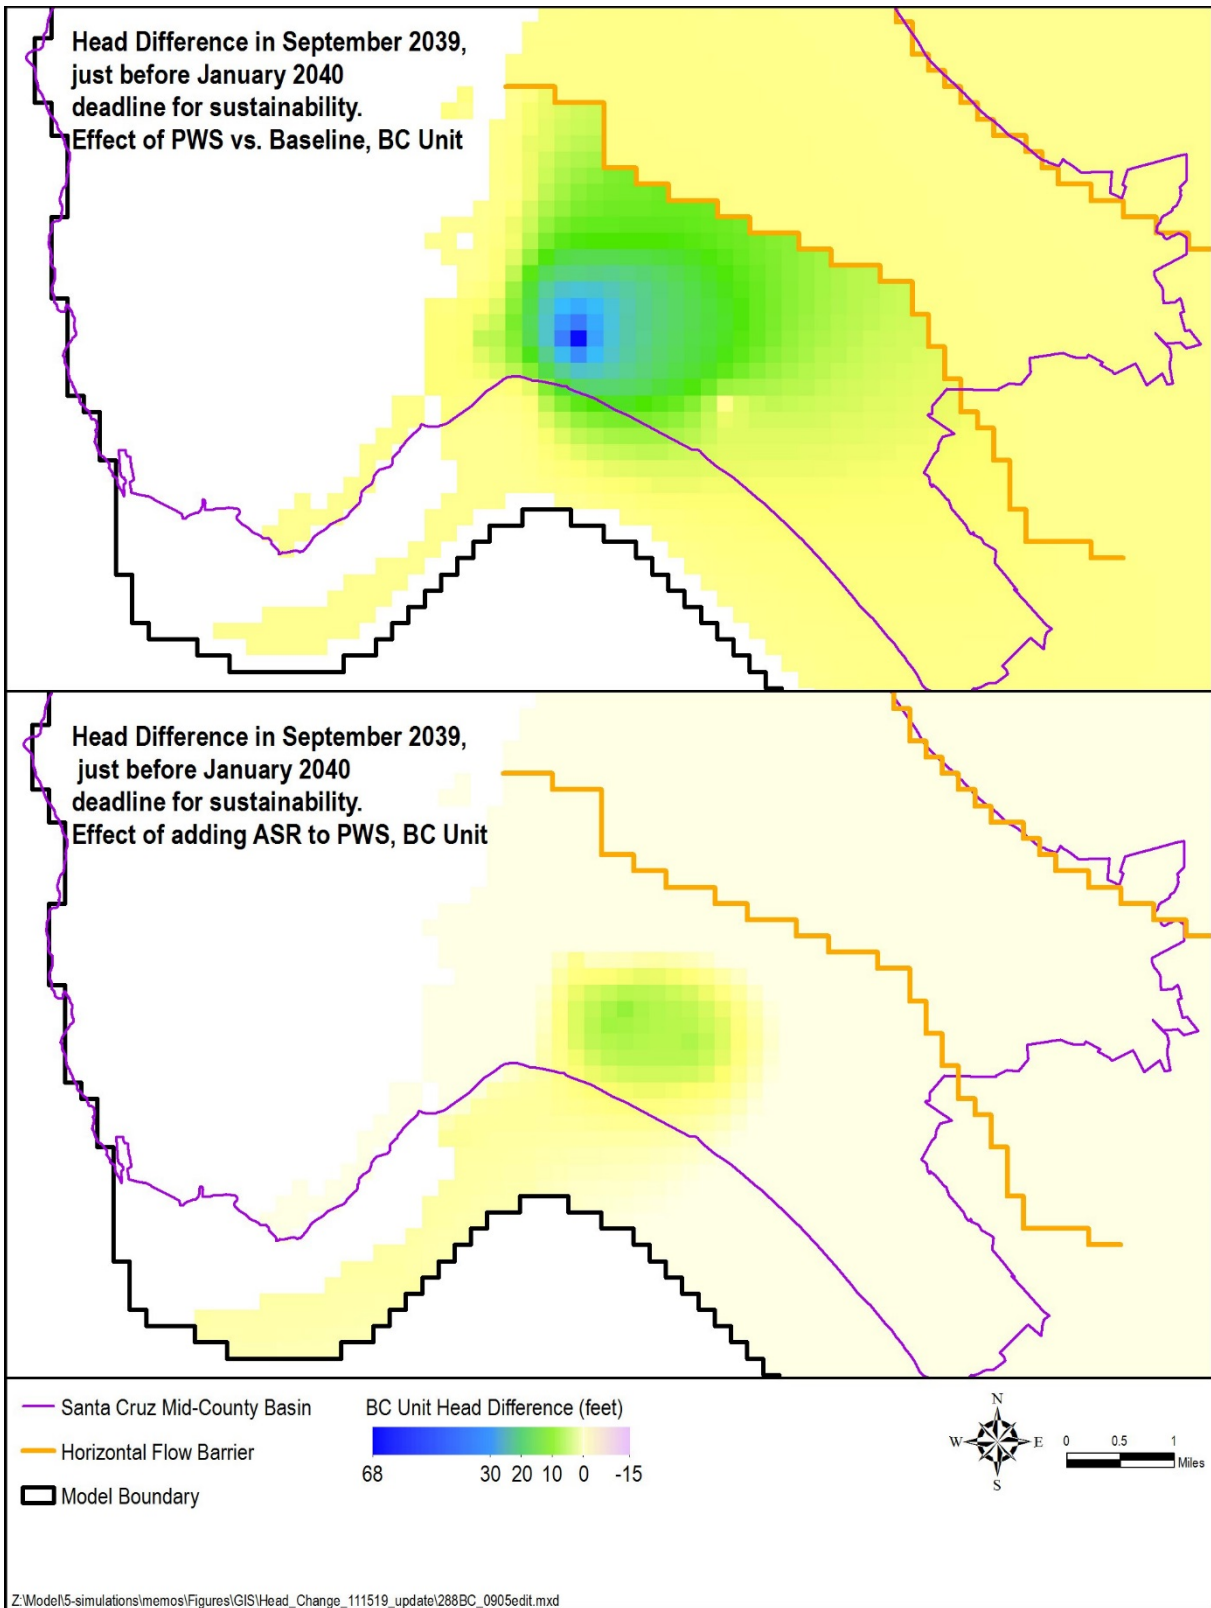 Head Difference in September 2039,
just before January 2040
deadline for sustainability.
Effect of PWS vs. Baseline, BC Unit
Head Difference in September 2039,
just before January 2040
deadline for sustainability.
Effect of adding ASR to PWS, BC Unit
Santa Cruz Mid-County Basin
Horizontal Flow Barrier
Model Boundary
BC Unit Head Difference (feet)
68 30 20 10 0 -15
N
W E
S
0 0.5 1
Miles
Z:\Model\5-simulations\memos\Figures\GIS\Head_Change_111519_update\288BC_0905edit.mxd